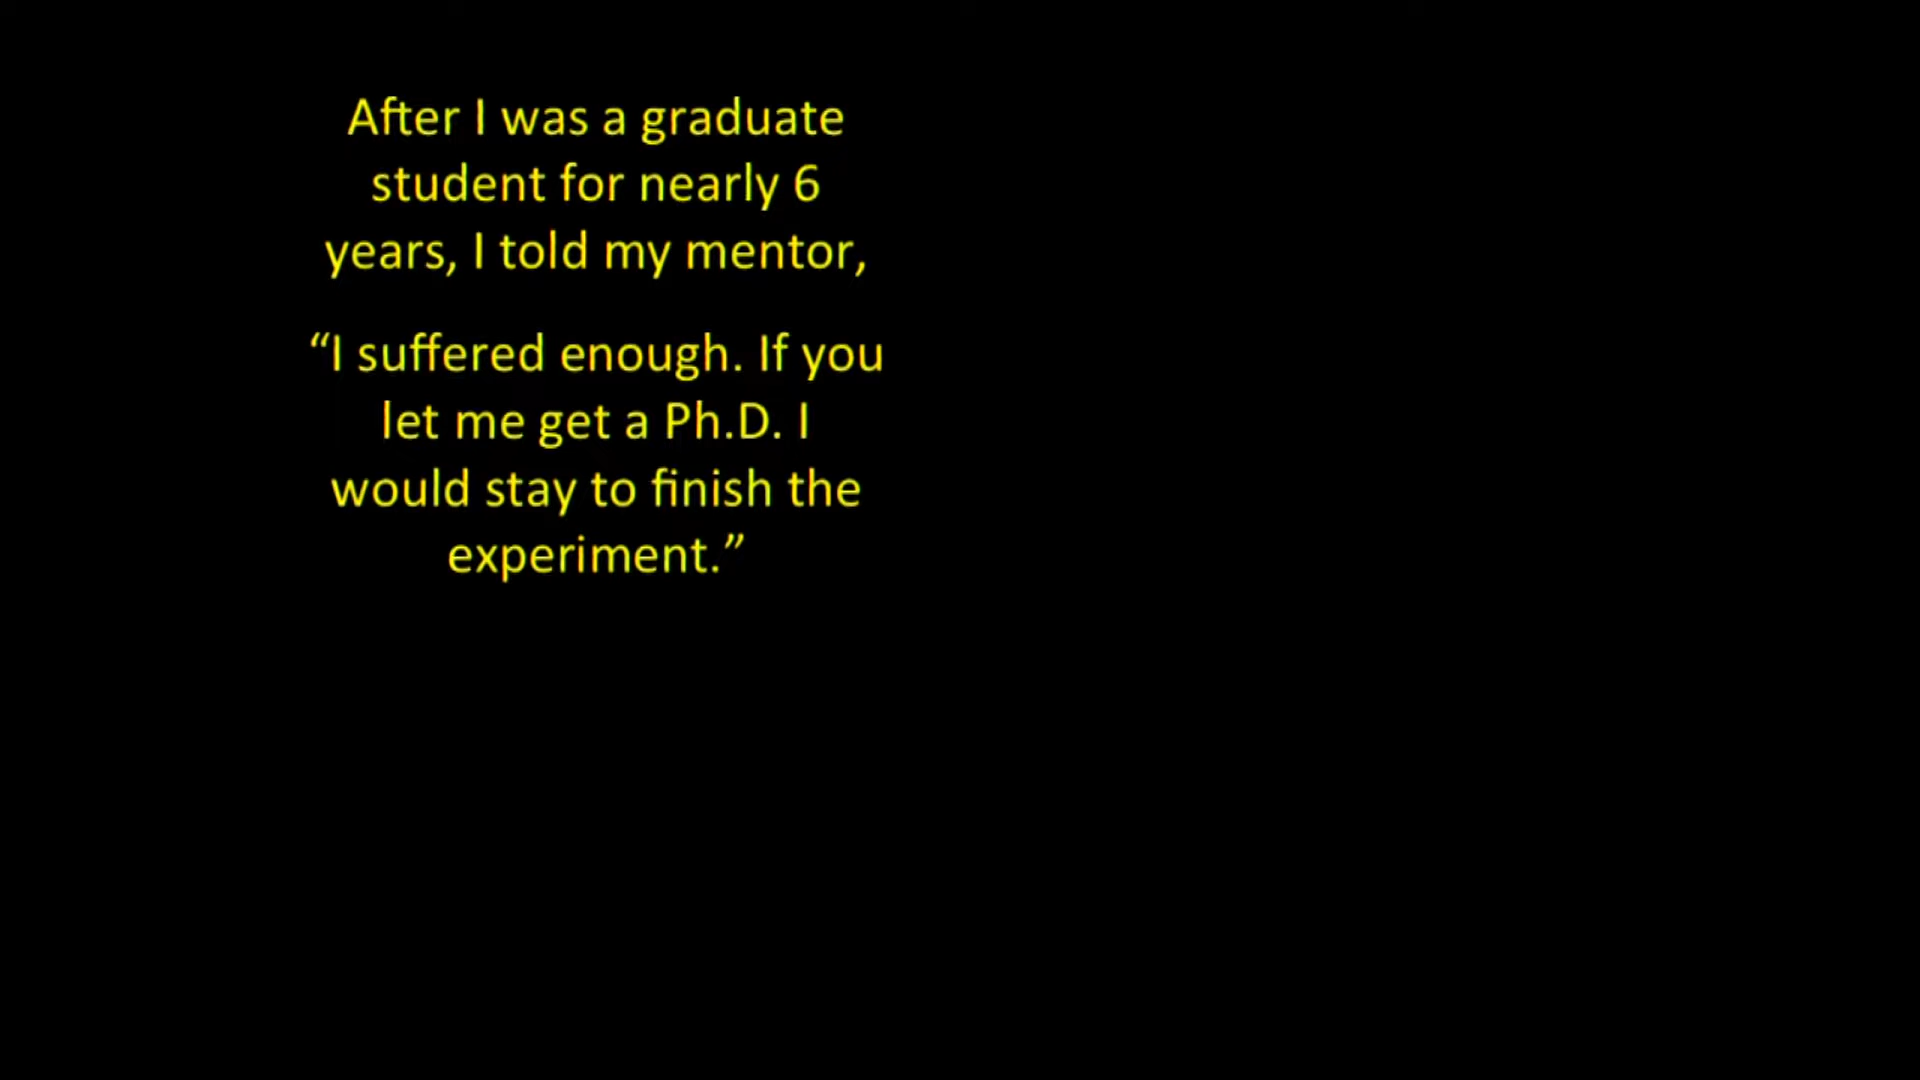 After I was a graduate
student for nearly 6
years, I told my mentor,
“I suffered enough. If you
let me get a Ph.D. I
would stay to finish the
experiment.”